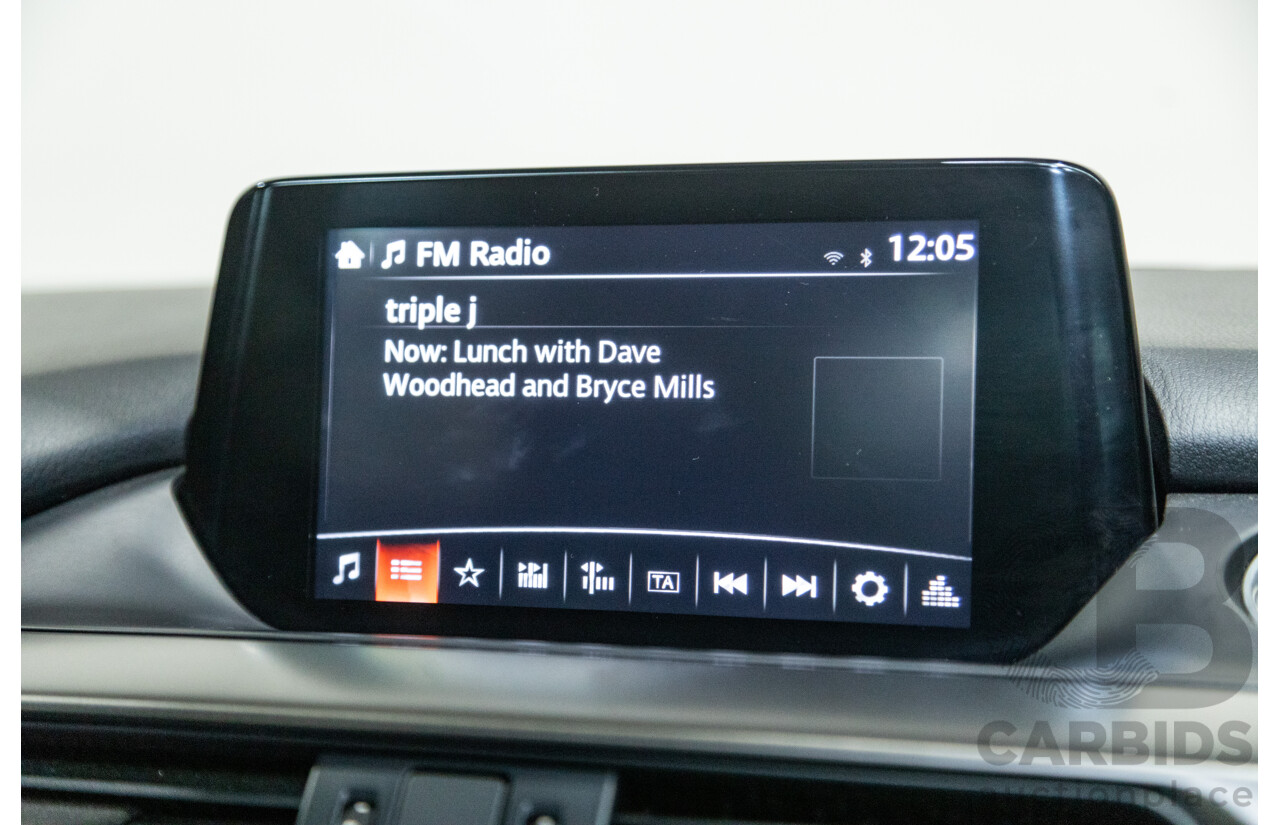 FM Radio
12:05
triple j
Now: Lunch with Dave
Woodhead and Bryce Mills
TA
CARBIDS
auctionplace